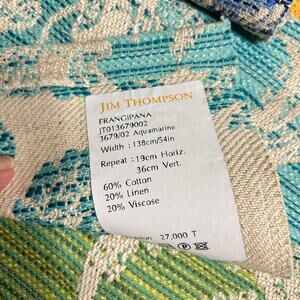 JIM THOMPSON
FRANGIPANA
JT013679002
3679/02 Aquamarine
Width : 138cm/54in
Repeat : 19cm Horiz.
36cm Vert.
60% Cotton
20% Linen
20% Viscose
27,000 T